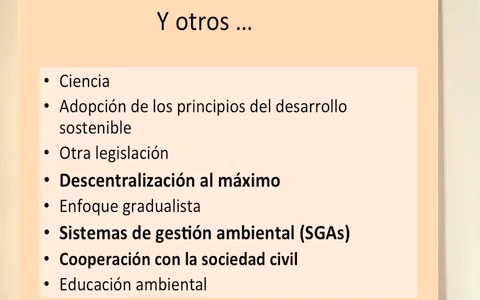 Y otros ...
• Ciencia
• Adopción de los principios del desarrollo
sostenible
• Otra legislación
• Descentralización al máximo
• Enfoque gradualista
• Sistemas de gestión ambiental (SGAs)
• Cooperación con la sociedad civil
• Educación ambiental